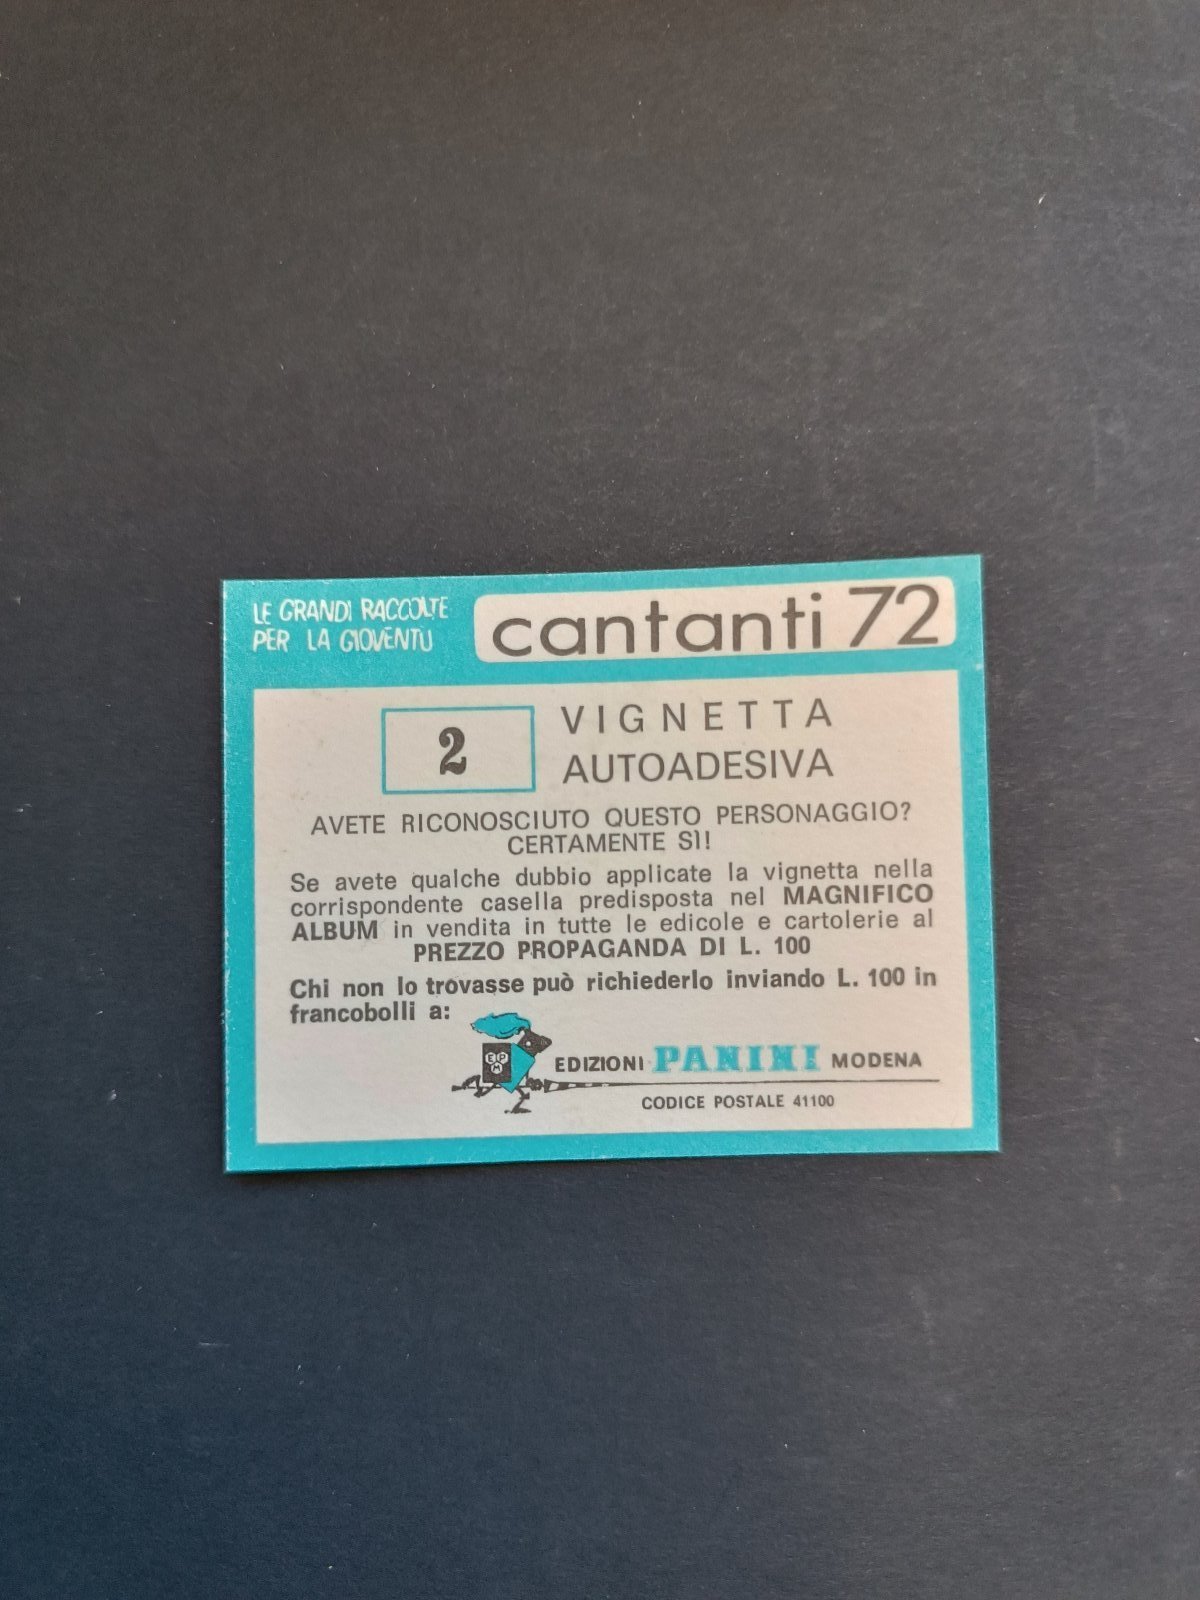 LE GRANDI RACCOLTE
PER LA GIOVENTU
cantanti 72
2
VIGNETTA
AUTOADESIVA
AVETE RICONOSCIUTO QUESTO PERSONAGGIO?
CERTAMENTE SÌ!
Se avete qualche dubbio applicate la vignetta nella
corrispondente casella predisposta nel MAGNIFICO
ALBUM in vendita in tutte le edicole e cartolerie al
PREZZO PROPAGANDA DI L. 100
Chi non lo trovasse può richiederlo inviando L. 100 in
francobolli a:
EPM
EDIZIONI PANINI MODENA
CODICE POSTALE 41100